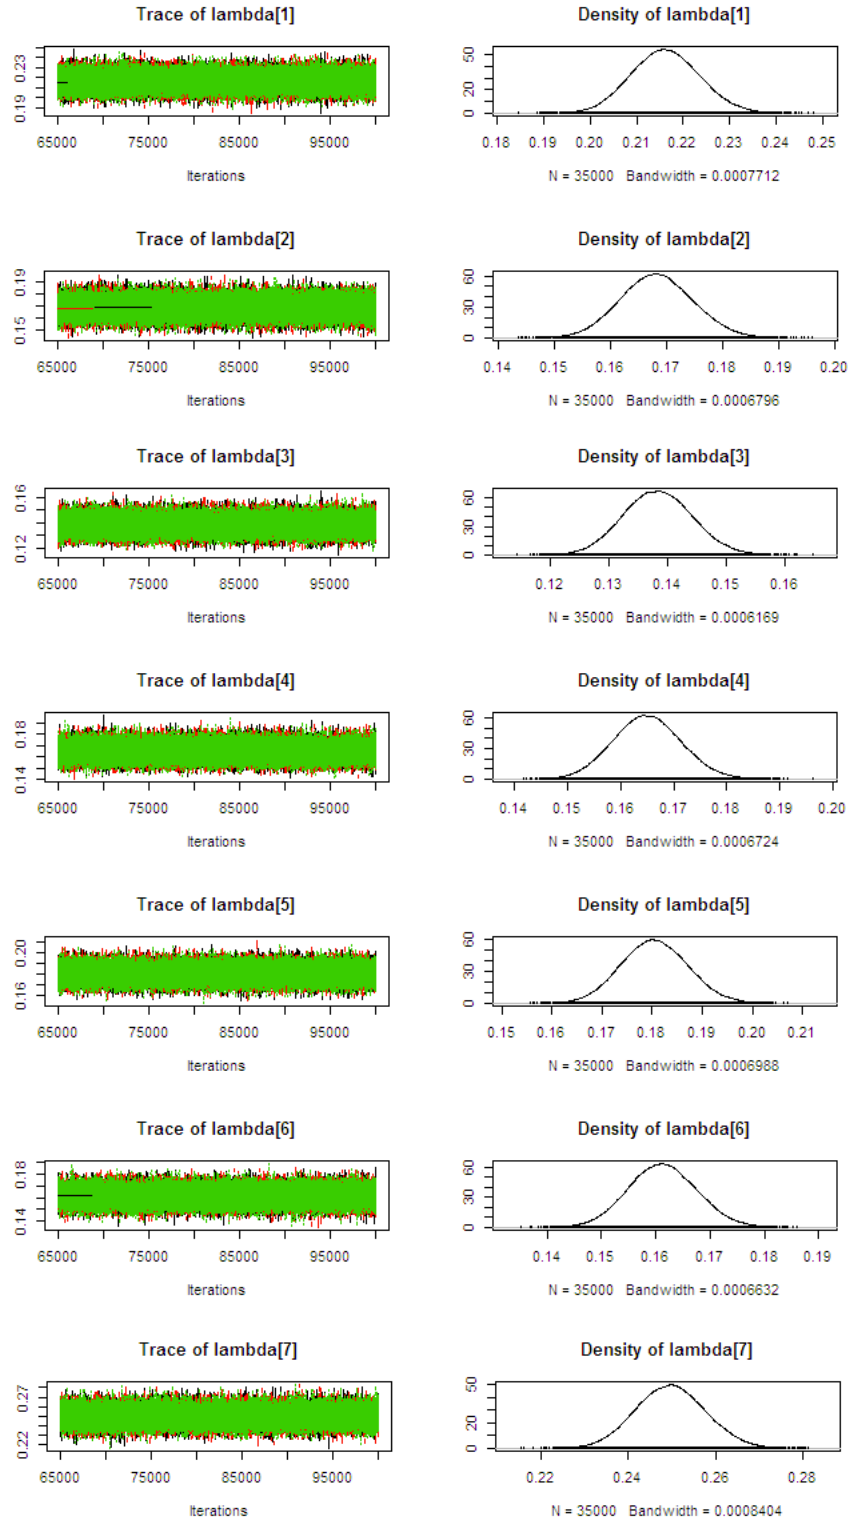 Trace of lambda[1]
Density of lambda[1]
0.19 0.23
0 20 50
65000 75000 85000 95000
0.18 0.19 0.20 0.21 0.22 0.23 0.24 0.25
Iterations
N = 35000 Bandwidth = 0.0007712
Trace of lambda[2]
Density of lambda[2]
0.15 0.19
0 30 60
65000 75000 85000 95000
0.14 0.15 0.16 0.17 0.18 0.19 0.20
Iterations
N = 35000 Bandwidth = 0.0006796
Trace of lambda[3]
Density of lambda[3]
0.12 0.16
0 30 60
65000 75000 85000 95000
0.12 0.13 0.14 0.15 0.16
Iterations
N = 35000 Bandwidth = 0.0006169
Trace of lambda[4]
Density of lambda[4]
0.14 0.18
0 30 60
65000 75000 85000 95000
0.14 0.15 0.16 0.17 0.18 0.19 0.20
Iterations
N = 35000 Bandwidth = 0.0006724
Trace of lambda[5]
Density of lambda[5]
0.16 0.20
0 30 60
65000 75000 85000 95000
0.15 0.16 0.17 0.18 0.19 0.20 0.21
Iterations
N = 35000 Bandwidth = 0.0006988
Trace of lambda[6]
Density of lambda[6]
0.14 0.18
0 30 60
65000 75000 85000 95000
0.14 0.15 0.16 0.17 0.18 0.19
Iterations
N = 35000 Bandwidth = 0.0006632
Trace of lambda[7]
Density of lambda[7]
0.22 0.27
0 20 50
65000 75000 85000 95000
0.22 0.24 0.26 0.28
Iterations
N = 35000 Bandwidth = 0.0008404